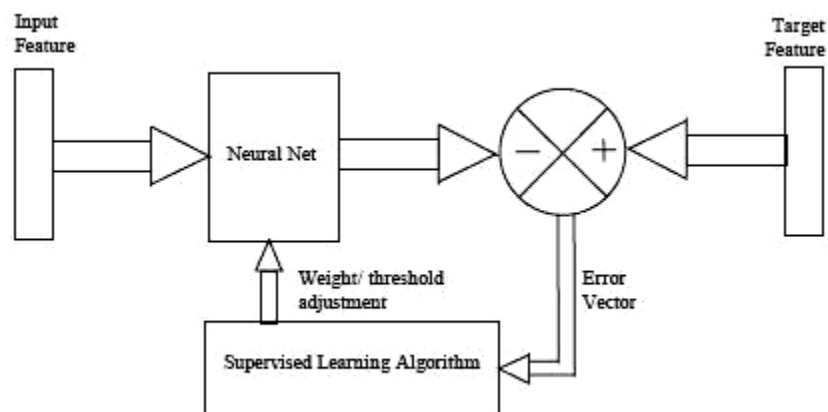 Input
Feature
Target
Feature
Neural Net
− +
Weight/ threshold
adjustment
Error
Vector
Supervised Learning Algorithm